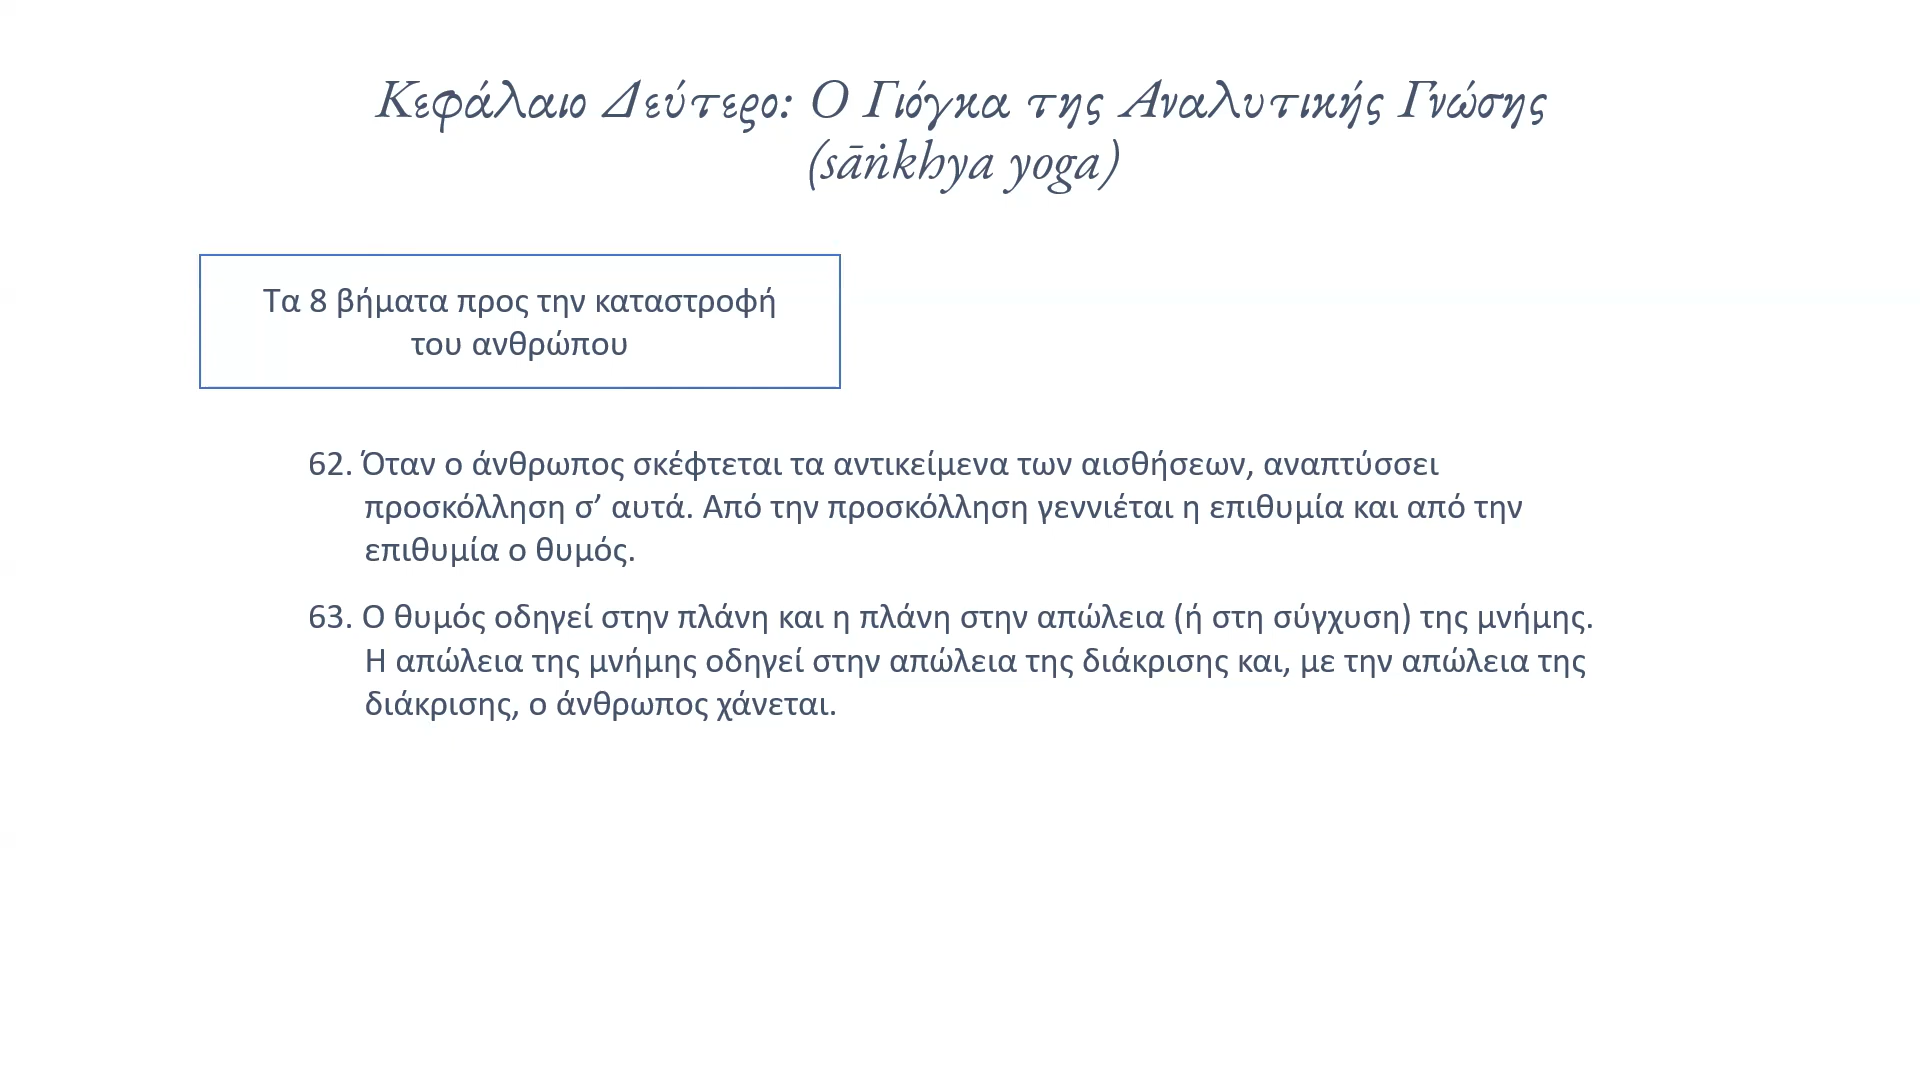 Κεφάλαιο Δεύτερο: Ο Γιόγκα της Αναλυτικής Γνώσης
(sāṅkhya yoga)
Τα 8 βήματα προς την καταστροφή
του ανθρώπου
62. Όταν ο άνθρωπος σκέφτεται τα αντικείμενα των αισθήσεων, αναπτύσσει
προσκόλληση σ’ αυτά. Από την προσκόλληση γεννιέται η επιθυμία και από την
επιθυμία ο θυμός.
63. Ο θυμός οδηγεί στην πλάνη και η πλάνη στην απώλεια (ή στη σύγχυση) της μνήμης.
Η απώλεια της μνήμης οδηγεί στην απώλεια της διάκρισης και, με την απώλεια της
διάκρισης, ο άνθρωπος χάνεται.